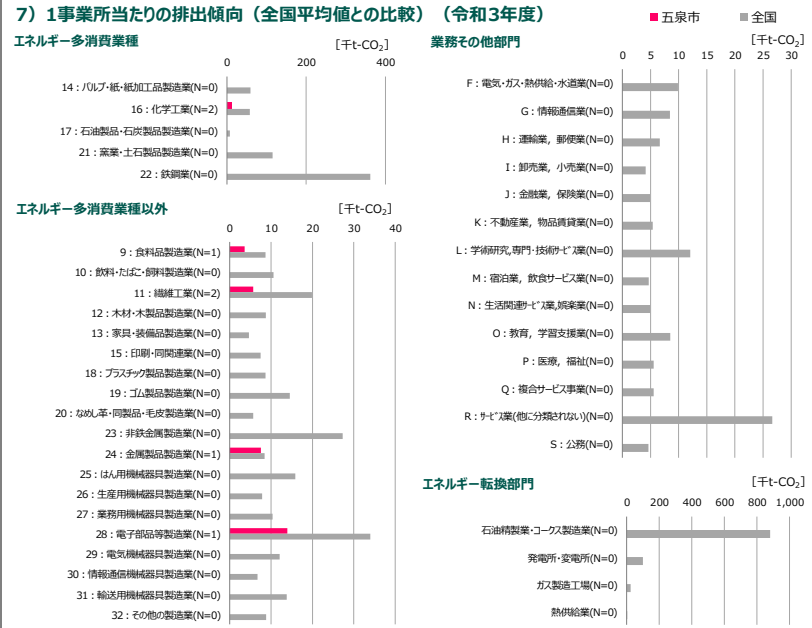 7）1事業所当たりの排出傾向（全国平均値との比較）（令和3年度）
五泉市
全国
エネルギー多消費業種
[千t-CO₂]
0 200 400
14：パルプ・紙・紙加工品製造業(N=0)
16：化学工業(N=2)
17：石油製品・石炭製品製造業(N=0)
21：窯業・土石製品製造業(N=0)
22：鉄鋼業(N=0)
エネルギー多消費業種以外
[千t-CO₂]
0 10 20 30 40
9：食料品製造業(N=1)
10：飲料・たばこ・飼料製造業(N=0)
11：繊維工業(N=2)
12：木材・木製品製造業(N=0)
13：家具・装備品製造業(N=0)
15：印刷・同関連業(N=0)
18：プラスチック製品製造業(N=0)
19：ゴム製品製造業(N=0)
20：なめし革・同製品・毛皮製造業(N=0)
23：非鉄金属製造業(N=0)
24：金属製品製造業(N=1)
25：はん用機械器具製造業(N=0)
26：生産用機械器具製造業(N=0)
27：業務用機械器具製造業(N=0)
28：電子部品等製造業(N=1)
29：電気機械器具製造業(N=0)
30：情報通信機械器具製造業(N=0)
31：輸送用機械器具製造業(N=0)
32：その他の製造業(N=0)
業務その他部門
[千t-CO₂]
0 5 10 15 20 25 30
F：電気・ガス・熱供給・水道業(N=0)
G：情報通信業(N=0)
H：運輸業，郵便業(N=0)
I：卸売業，小売業(N=0)
J：金融業，保険業(N=0)
K：不動産業，物品賃貸業(N=0)
L：学術研究,専門・技術サービス業(N=0)
M：宿泊業，飲食サービス業(N=0)
N：生活関連サービス業,娯楽業(N=0)
O：教育，学習支援業(N=0)
P：医療，福祉(N=0)
Q：複合サービス事業(N=0)
R：サービス業(他に分類されない)(N=0)
S：公務(N=0)
エネルギー転換部門
[千t-CO₂]
0 200 400 600 800 1,000
石油精製業・コークス製造業(N=0)
発電所・変電所(N=0)
ガス製造工場(N=0)
熱供給業(N=0)